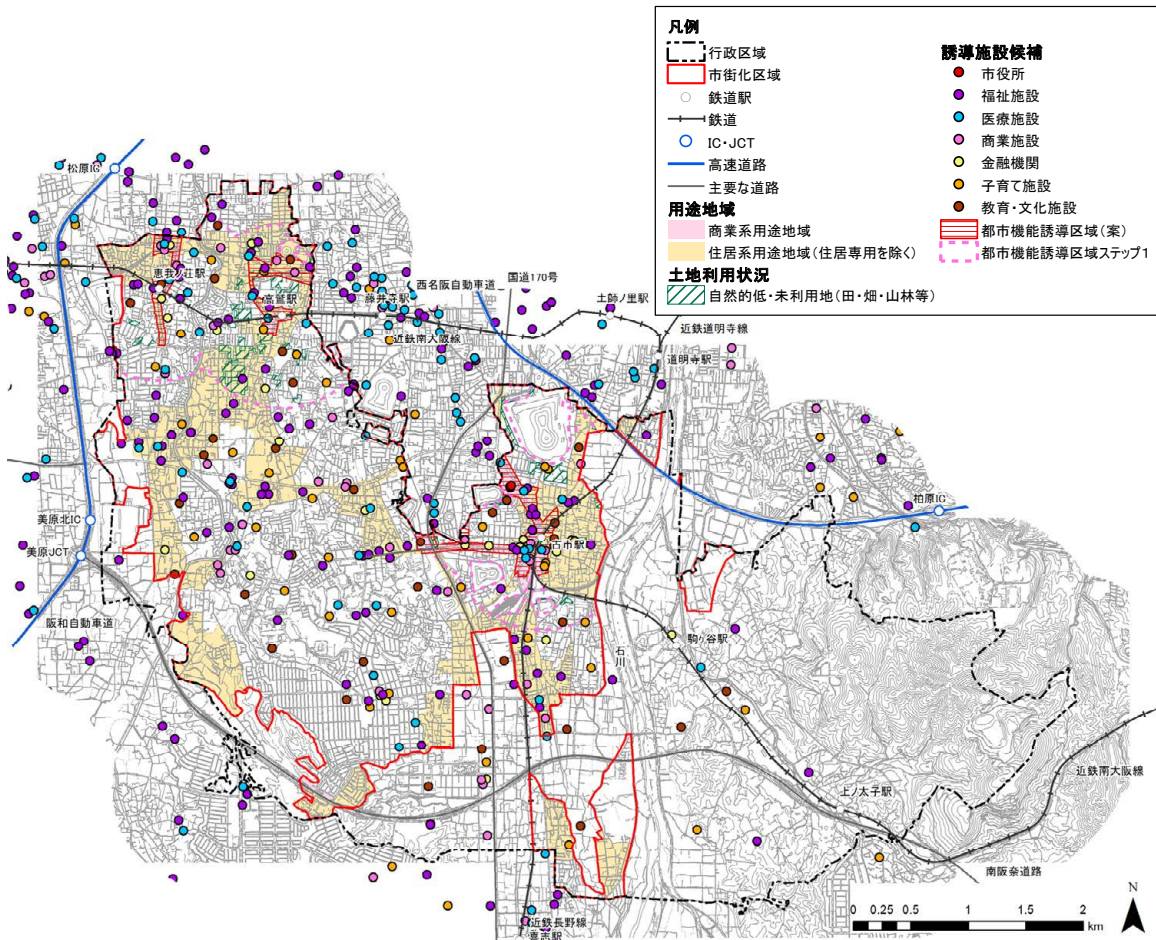 凡例
行政区域
市街化区域
鉄道駅
鉄道
IC・JCT
高速道路
主要な道路
用途地域
商業系用途地域
住居系用途地域(住居専用を除く)
土地利用状況
自然的低・未利用地(田・畑・山林等)
誘導施設候補
市役所
福祉施設
医療施設
商業施設
金融機関
子育て施設
教育・文化施設
都市機能誘導区域(案)
都市機能誘導区域ステップ1
松原IC
恵我ノ荘駅
高鷲駅
藤井寺駅
西名阪自動車道
国道170号
土師ノ里駅
近鉄南大阪線
近鉄道明寺線
道明寺駅
柏原IC
美原北IC
美原JCT
古市駅
阪和自動車道
駒ヶ谷駅
石川
上ノ太子駅
近鉄南大阪線
南阪奈道路
近鉄長野線
喜志駅
N
0 0.25 0.5 1 1.5 2
km